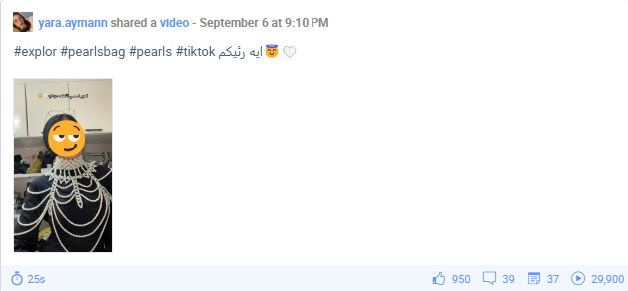 yara.aymann shared a video - September 6 at 9:10 PM
#explor #pearlsbag #pearls #tiktok ايه رئيكم😇🤍
25s 950 39 37 29,900